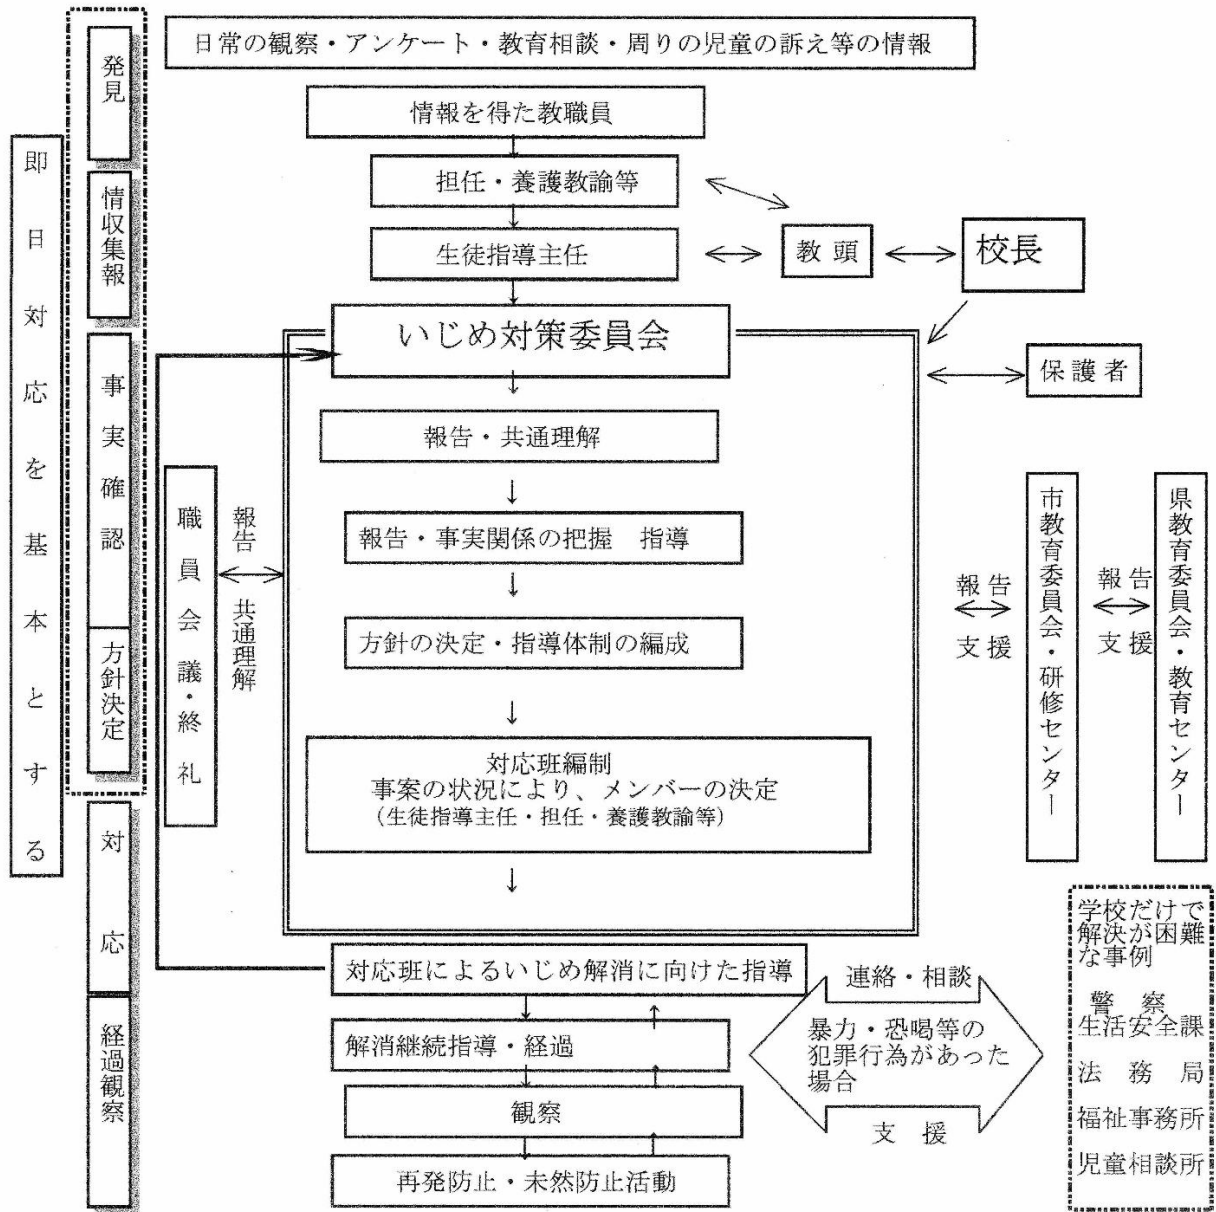 日常の観察・アンケート・教育相談・周りの児童の訴え等の情報
情報を得た教職員
担任・養護教諭等
生徒指導主任
教頭
校長
いじめ対策委員会
保護者
報告・共通理解
報告・事実関係の把握　指導
方針の決定・指導体制の編成
対応班編制
事案の状況により、メンバーの決定
（生徒指導主任・担任・養護教諭等）
対応班によるいじめ解消に向けた指導
解消継続指導・経過
観察
再発防止・未然防止活動
即日対応を基本とする
発見
情収集報
事実確認
方針決定
対応
経過観察
職員会議・終礼
報告
共通理解
報告
支援
市教育委員会・研修センター
報告
支援
県教育委員会・教育センター
連絡・相談
暴力・恐喝等の
犯罪行為があった
場合
支　援
学校だけで
解決が困難
な事例
警　察
生活安全課
法　務　局
福祉事務所
児童相談所